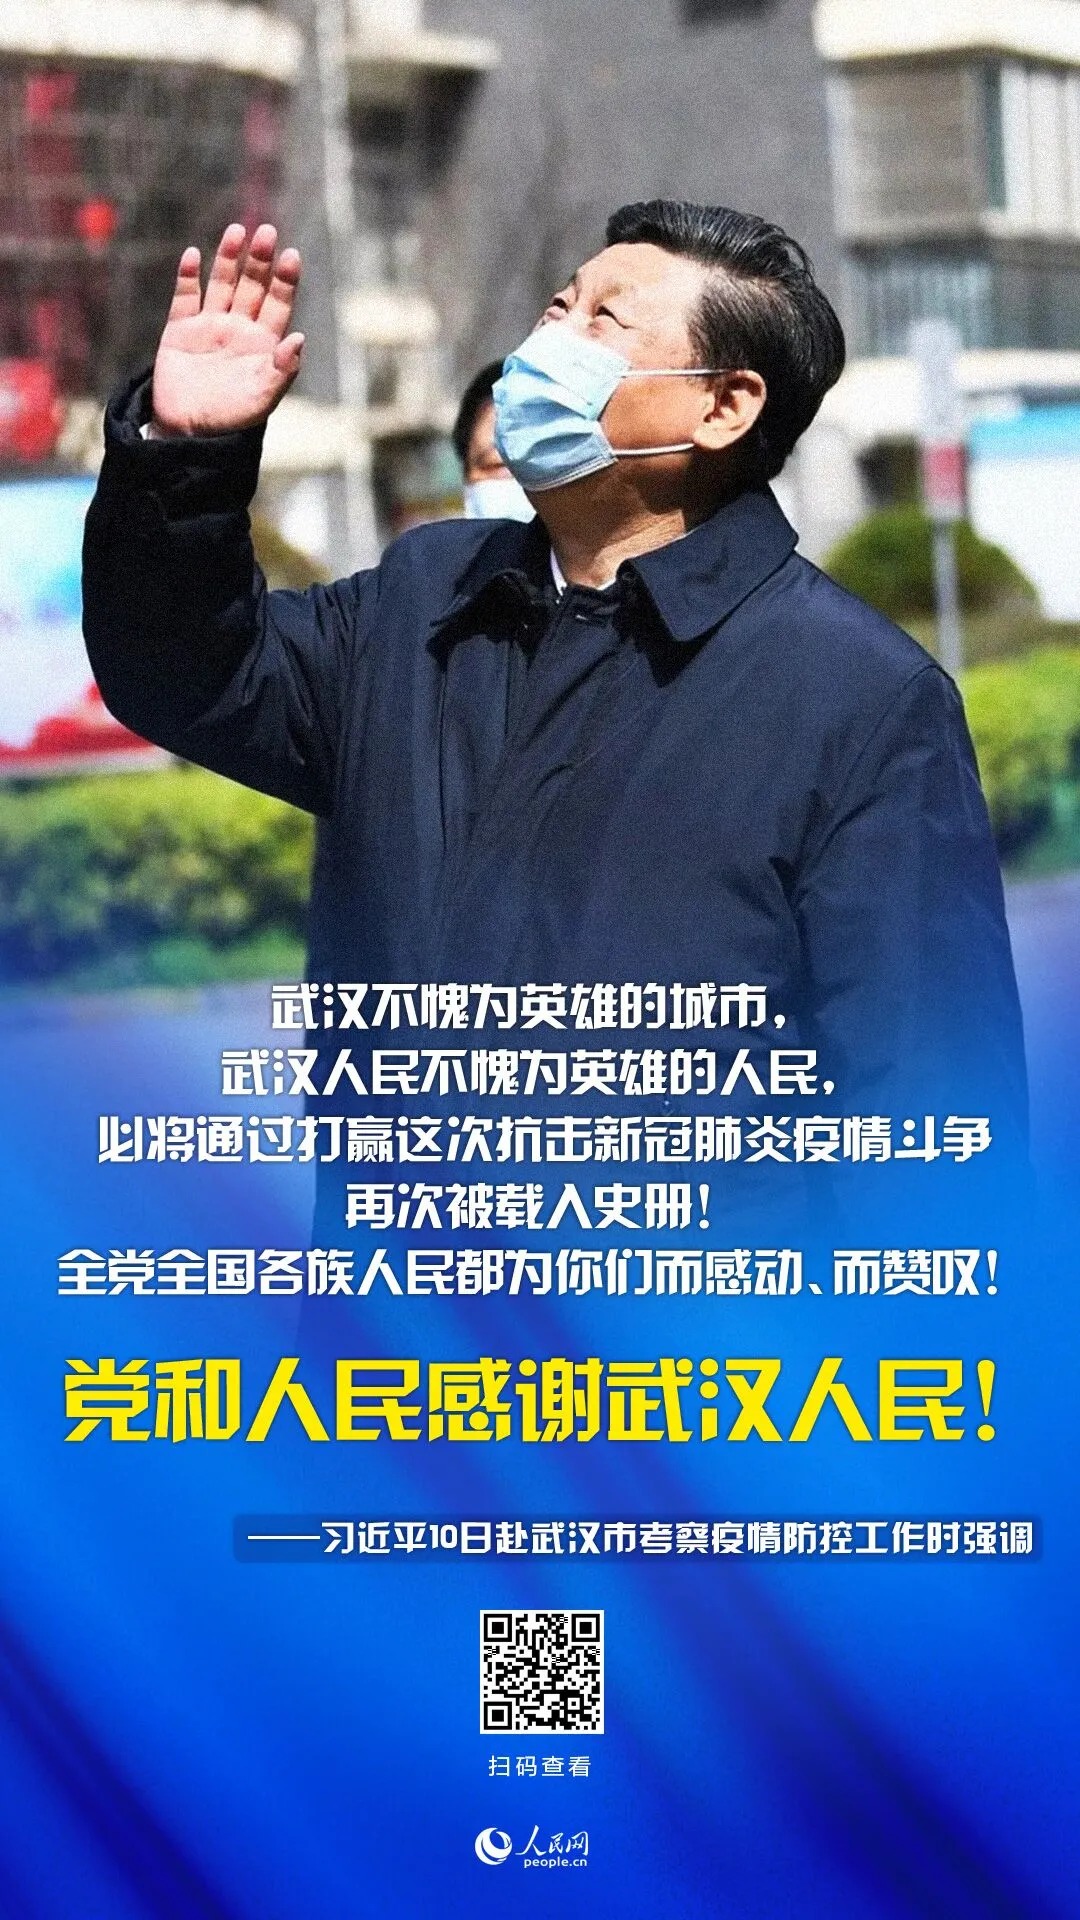 武汉不愧为英雄的城市，
武汉人民不愧为英雄的人民，
必将通过打赢这次抗击新冠肺炎疫情斗争
再次被载入史册！
全党全国各族人民都为你们而感动、而赞叹！
党和人民感谢武汉人民！
——习近平10日赴武汉市考察疫情防控工作时强调
扫码查看
人民网
people.cn